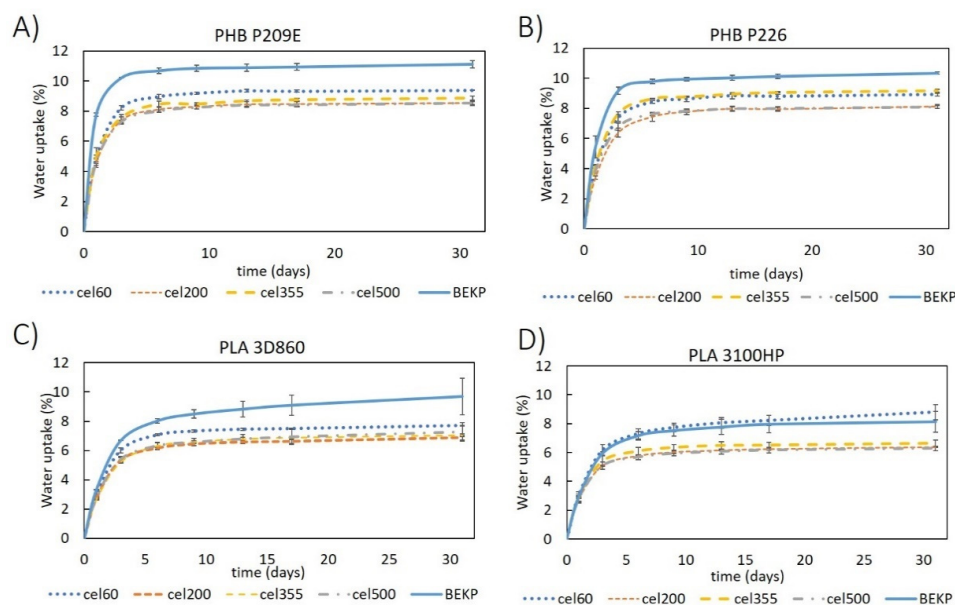 A)
PHB P209E
12
10
8
6
4
2
0
Water uptake (%)
0 10 20 30
time (days)
cel60 cel200 cel355 cel500 BEKP
B)
PHB P226
12
10
8
6
4
2
0
Water uptake (%)
0 10 20 30
time (days)
cel60 cel200 cel355 cel500 BEKP
C)
PLA 3D860
12
10
8
6
4
2
0
Water uptake (%)
0 5 10 15 20 25 30
time (days)
cel60 cel200 cel355 cel500 BEKP
D)
PLA 3100HP
12
10
8
6
4
2
0
Water uptake (%)
0 5 10 15 20 25 30
time (days)
cel60 cel200 cel355 cel500 BEKP